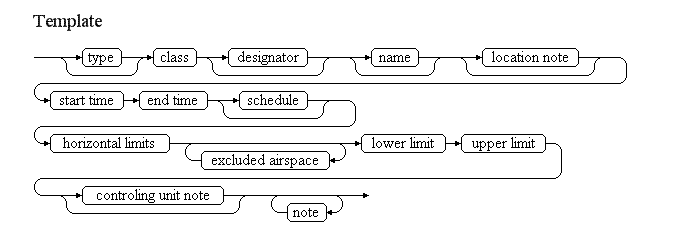 Template
type class designator name location note
start time end time schedule
horizontal limits lower limit upper limit
excluded airspace
controling unit note
note